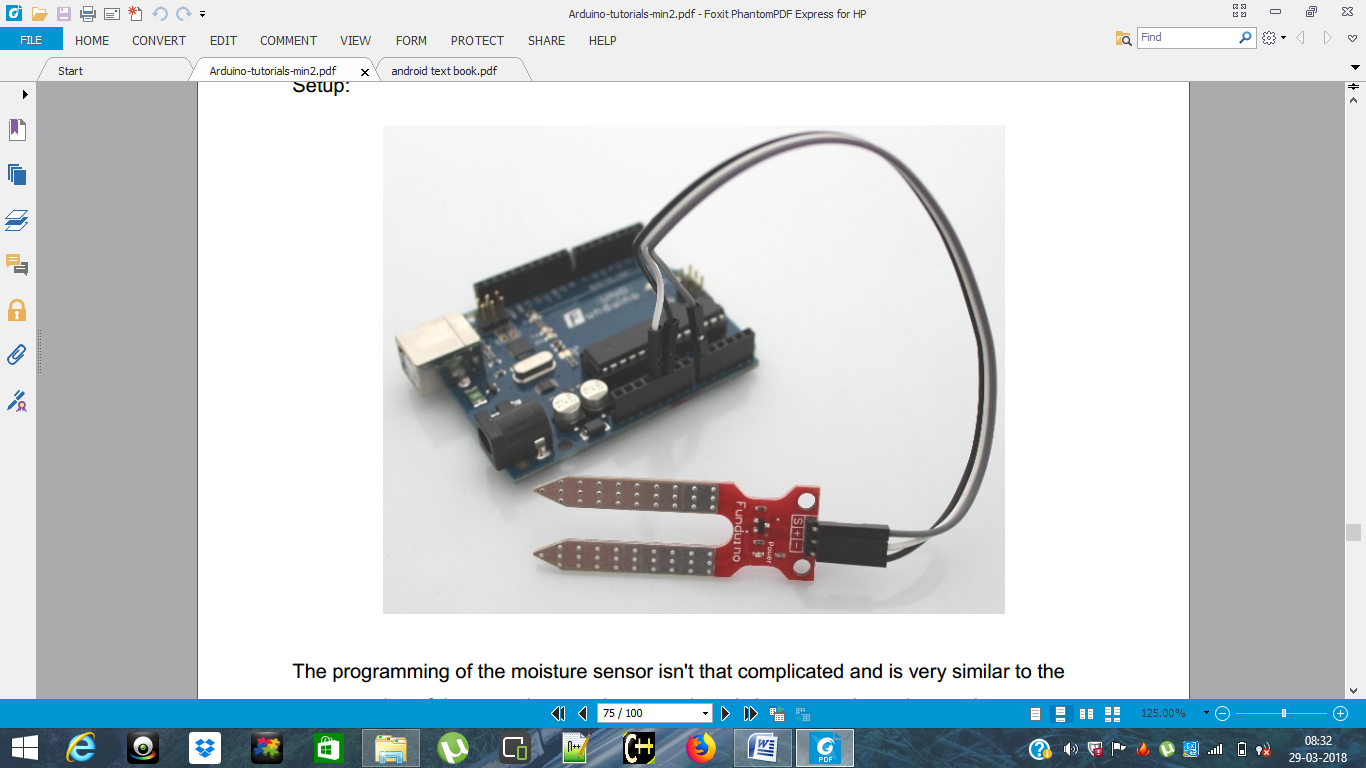 Arduino-tutorials-min2.pdf - Foxit PhantomPDF Express for HP
FILE HOME CONVERT EDIT COMMENT VIEW FORM PROTECT SHARE HELP
Find
Start
Arduino-tutorials-min2.pdf
android text book.pdf
Setup:
Funduino
Funduino
Power
S + -
The programming of the moisture sensor isn't that complicated and is very similar to the
75 / 100
125.00%
PDF
08:32
29-03-2018